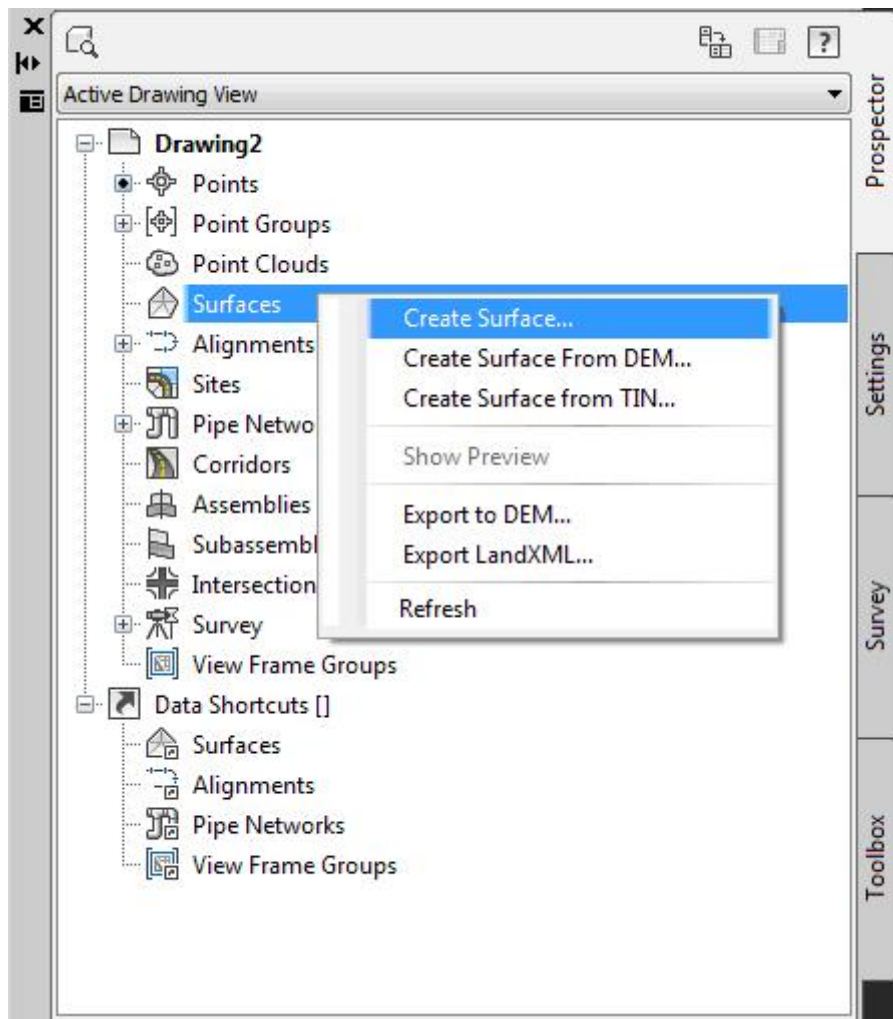 Active Drawing View
Drawing2
Points
Point Groups
Point Clouds
Surfaces
Alignments
Sites
Pipe Netwo
Corridors
Assemblies
Subassembl
Intersection
Survey
View Frame Groups
Data Shortcuts []
Surfaces
Alignments
Pipe Networks
View Frame Groups
Create Surface...
Create Surface From DEM...
Create Surface from TIN...
Show Preview
Export to DEM...
Export LandXML...
Refresh
Prospector
Settings
Survey
Toolbox